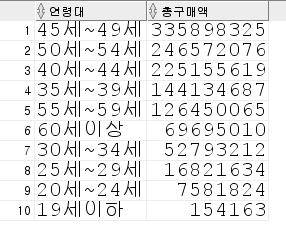 연령대 총구매액
1 45세~49세 335898325
2 50세~54세 246572076
3 40세~44세 225155619
4 35세~39세 144134687
5 55세~59세 126450065
6 60세이상 69695010
7 30세~34세 52793212
8 25세~29세 16821634
9 20세~24세 7581824
10 19세이하 154163